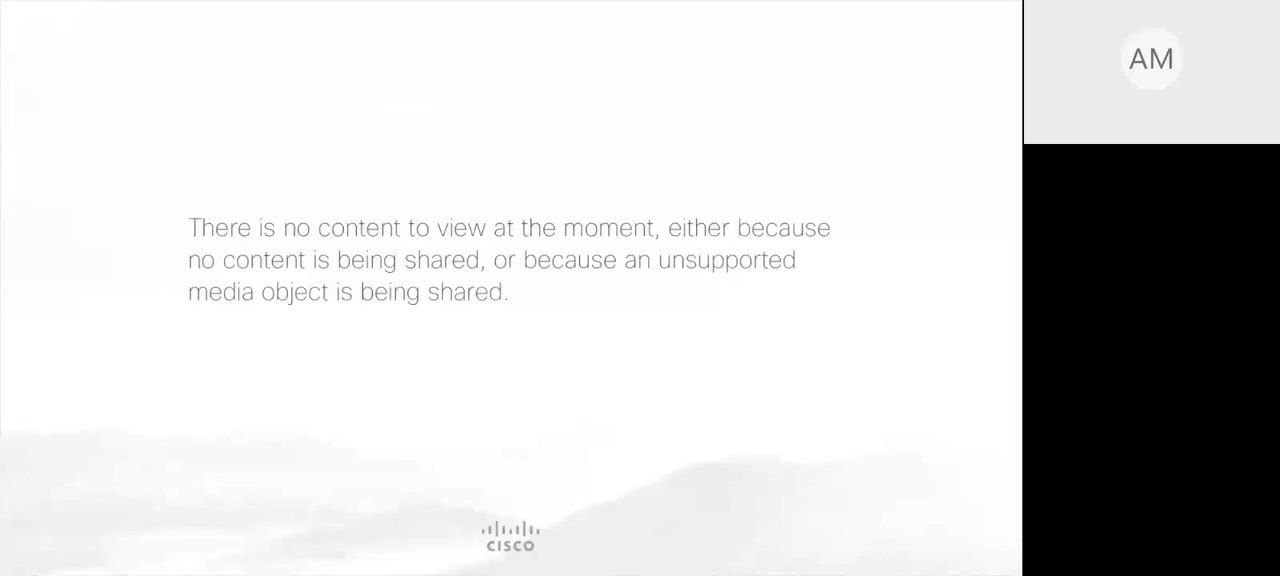 There is no content to view at the moment, either because
no content is being shared, or because an unsupported
media object is being shared.
CISCO
AM